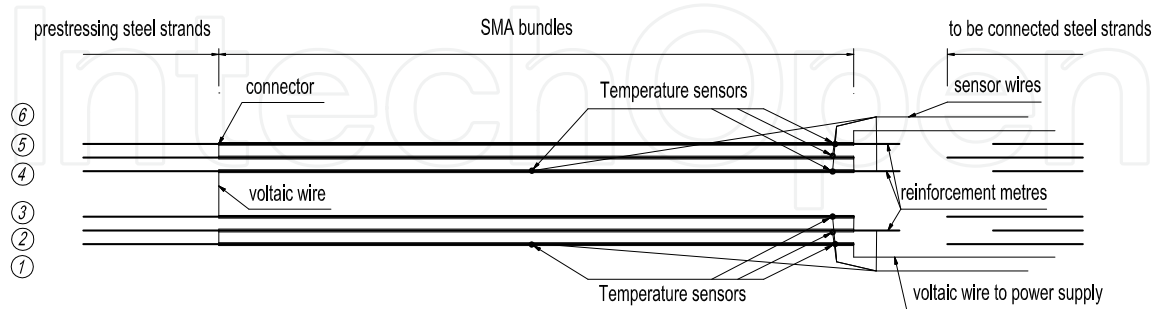 prestressing steel strands
SMA bundles
to be connected steel strands
IntechOpen
connector
Temperature sensors
sensor wires
6
5
4
voltaic wire
reinforcement metres
3
2
1
Temperature sensors
voltaic wire to power supply